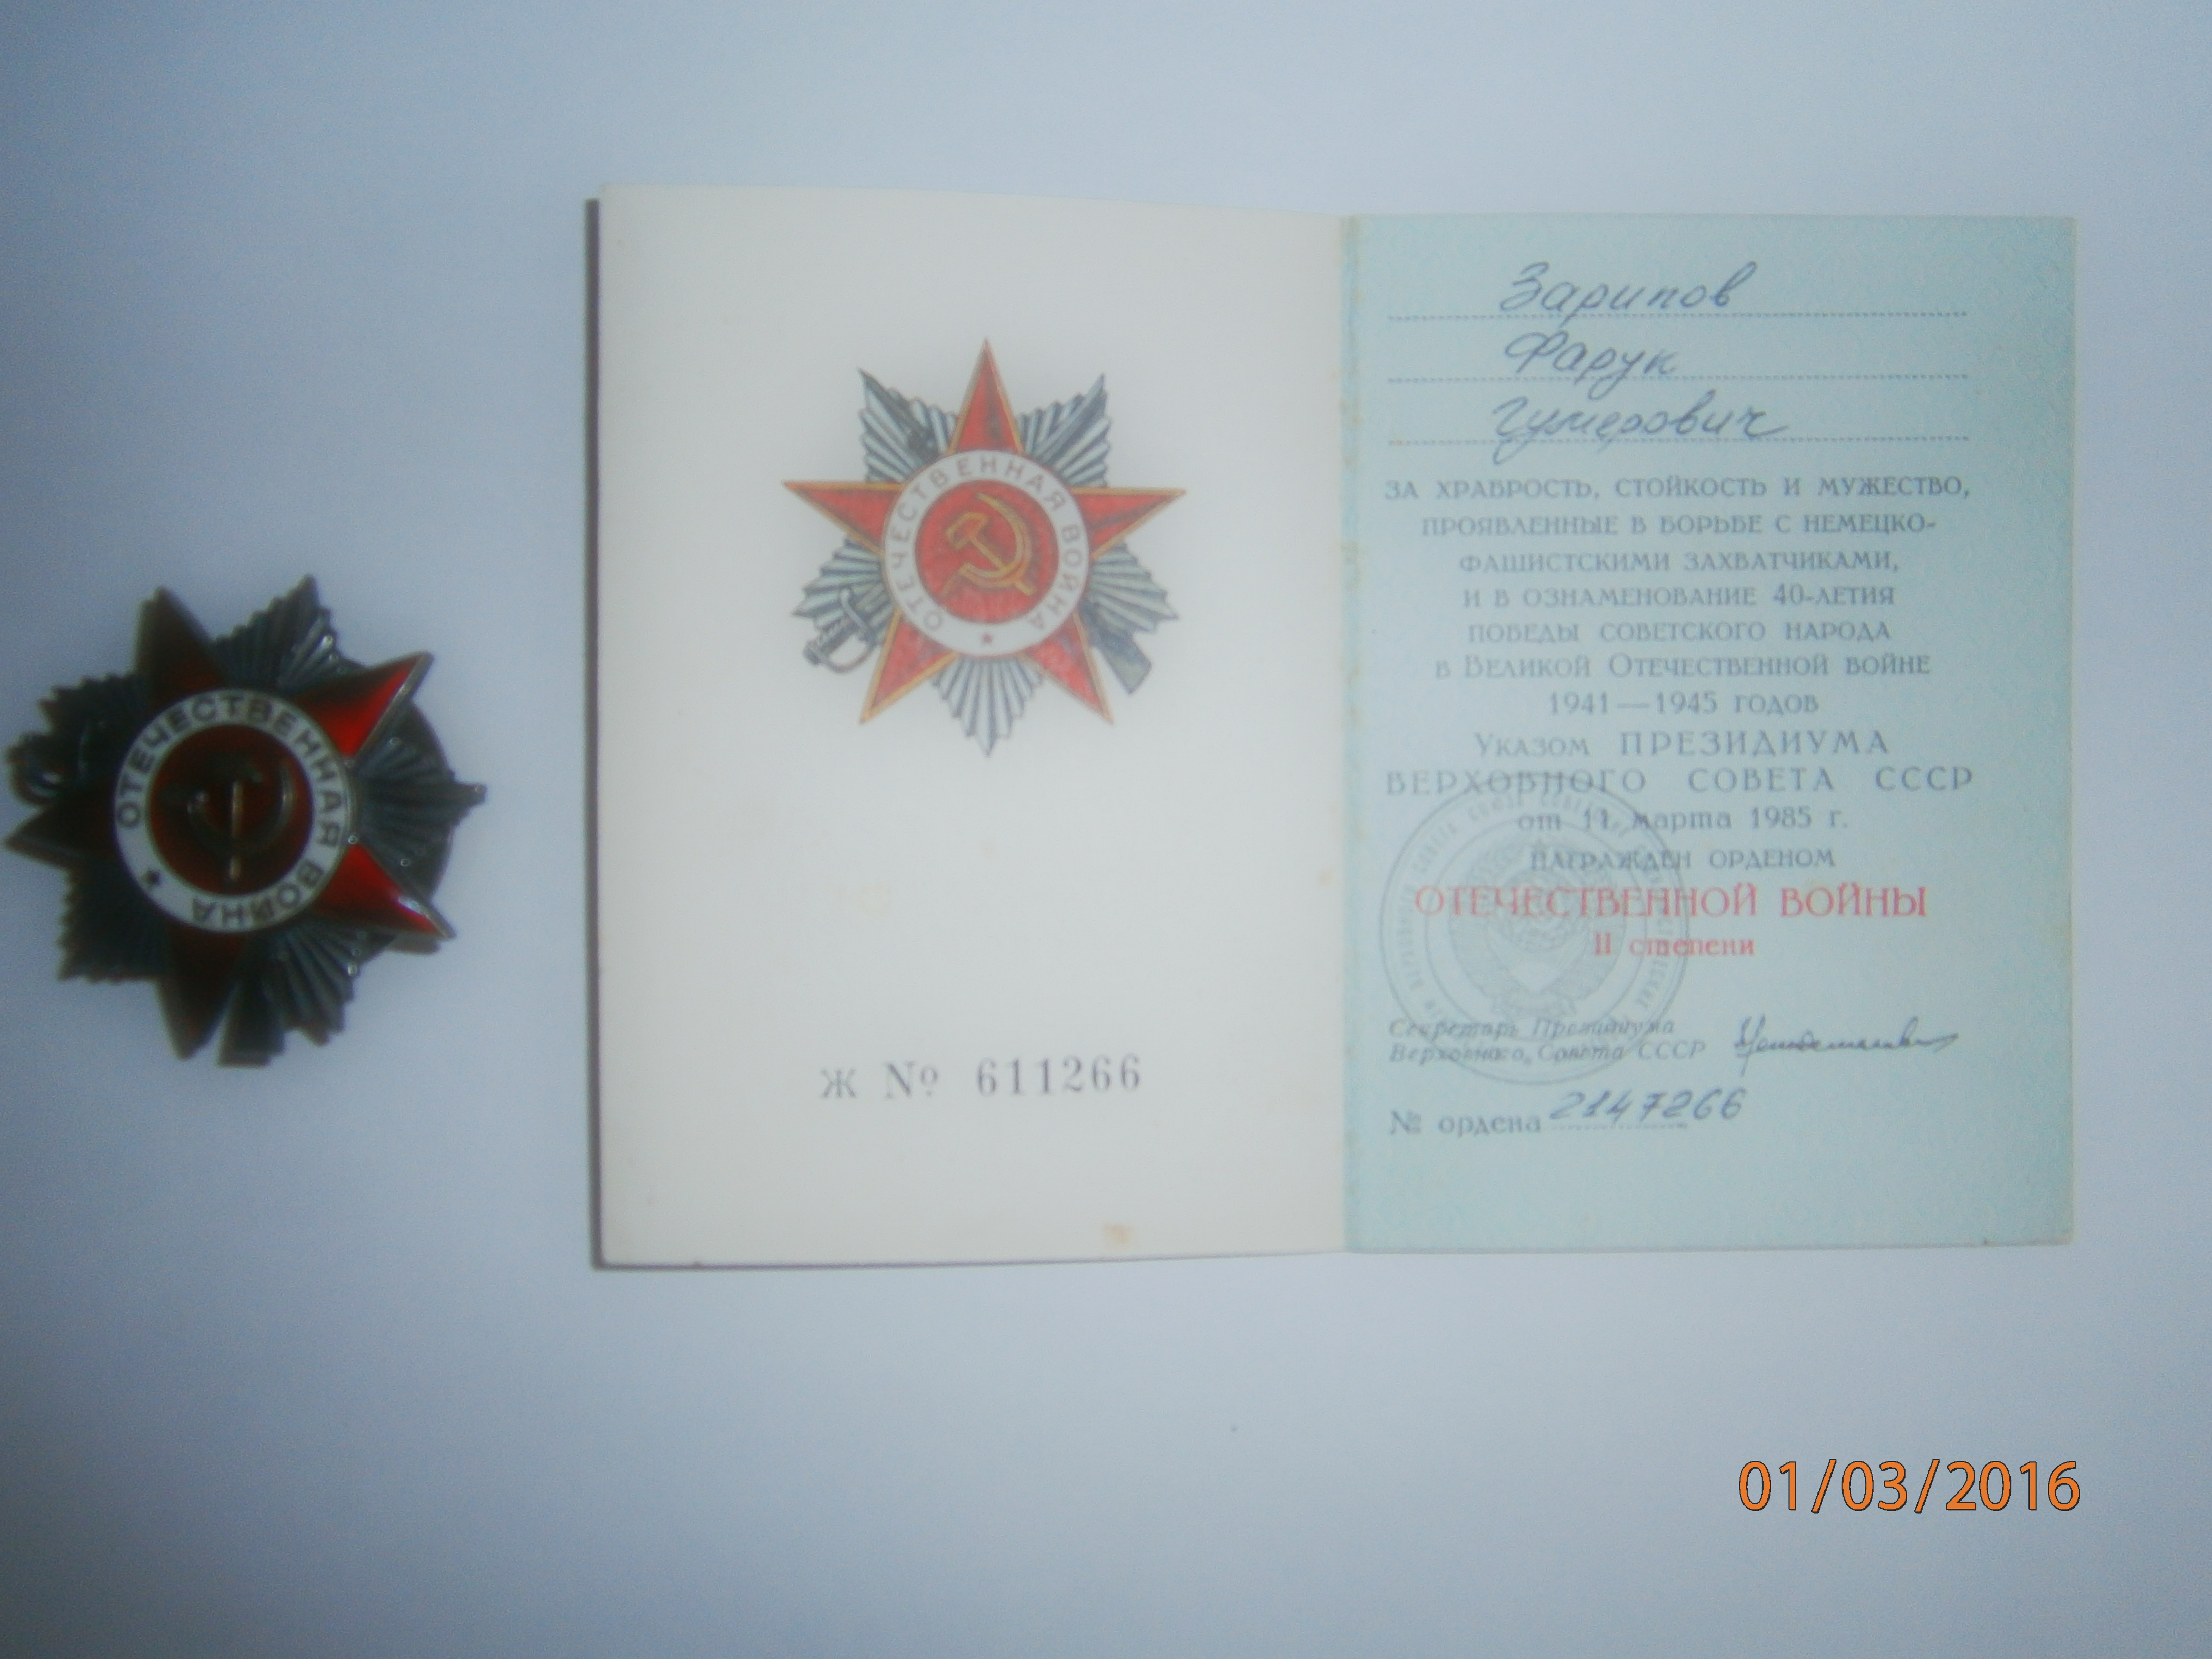 ОТЕЧЕСТВЕННАЯ ВОЙНА
ОТЕЧЕСТВЕННАЯ ВОЙНА
Ж № 611266
Зарипов
Фарук
Гумерович
ЗА ХРАБРОСТЬ, СТОЙКОСТЬ И МУЖЕСТВО,
ПРОЯВЛЕННЫЕ В БОРЬБЕ С НЕМЕЦКО-
ФАШИСТСКИМИ ЗАХВАТЧИКАМИ,
И В ОЗНАМЕНОВАНИЕ 40-ЛЕТИЯ
ПОБЕДЫ СОВЕТСКОГО НАРОДА
В ВЕЛИКОЙ ОТЕЧЕСТВЕННОЙ ВОЙНЕ
1941—1945 ГОДОВ
УКАЗОМ ПРЕЗИДИУМА
ВЕРХОВНОГО СОВЕТА СССР
от 11 марта 1985 г.
НАГРАЖДЕН ОРДЕНОМ
ОТЕЧЕСТВЕННОЙ ВОЙНЫ
II степени
Секретарь Президиума
Верховного Совета СССР
№ ордена 2147266
01/03/2016